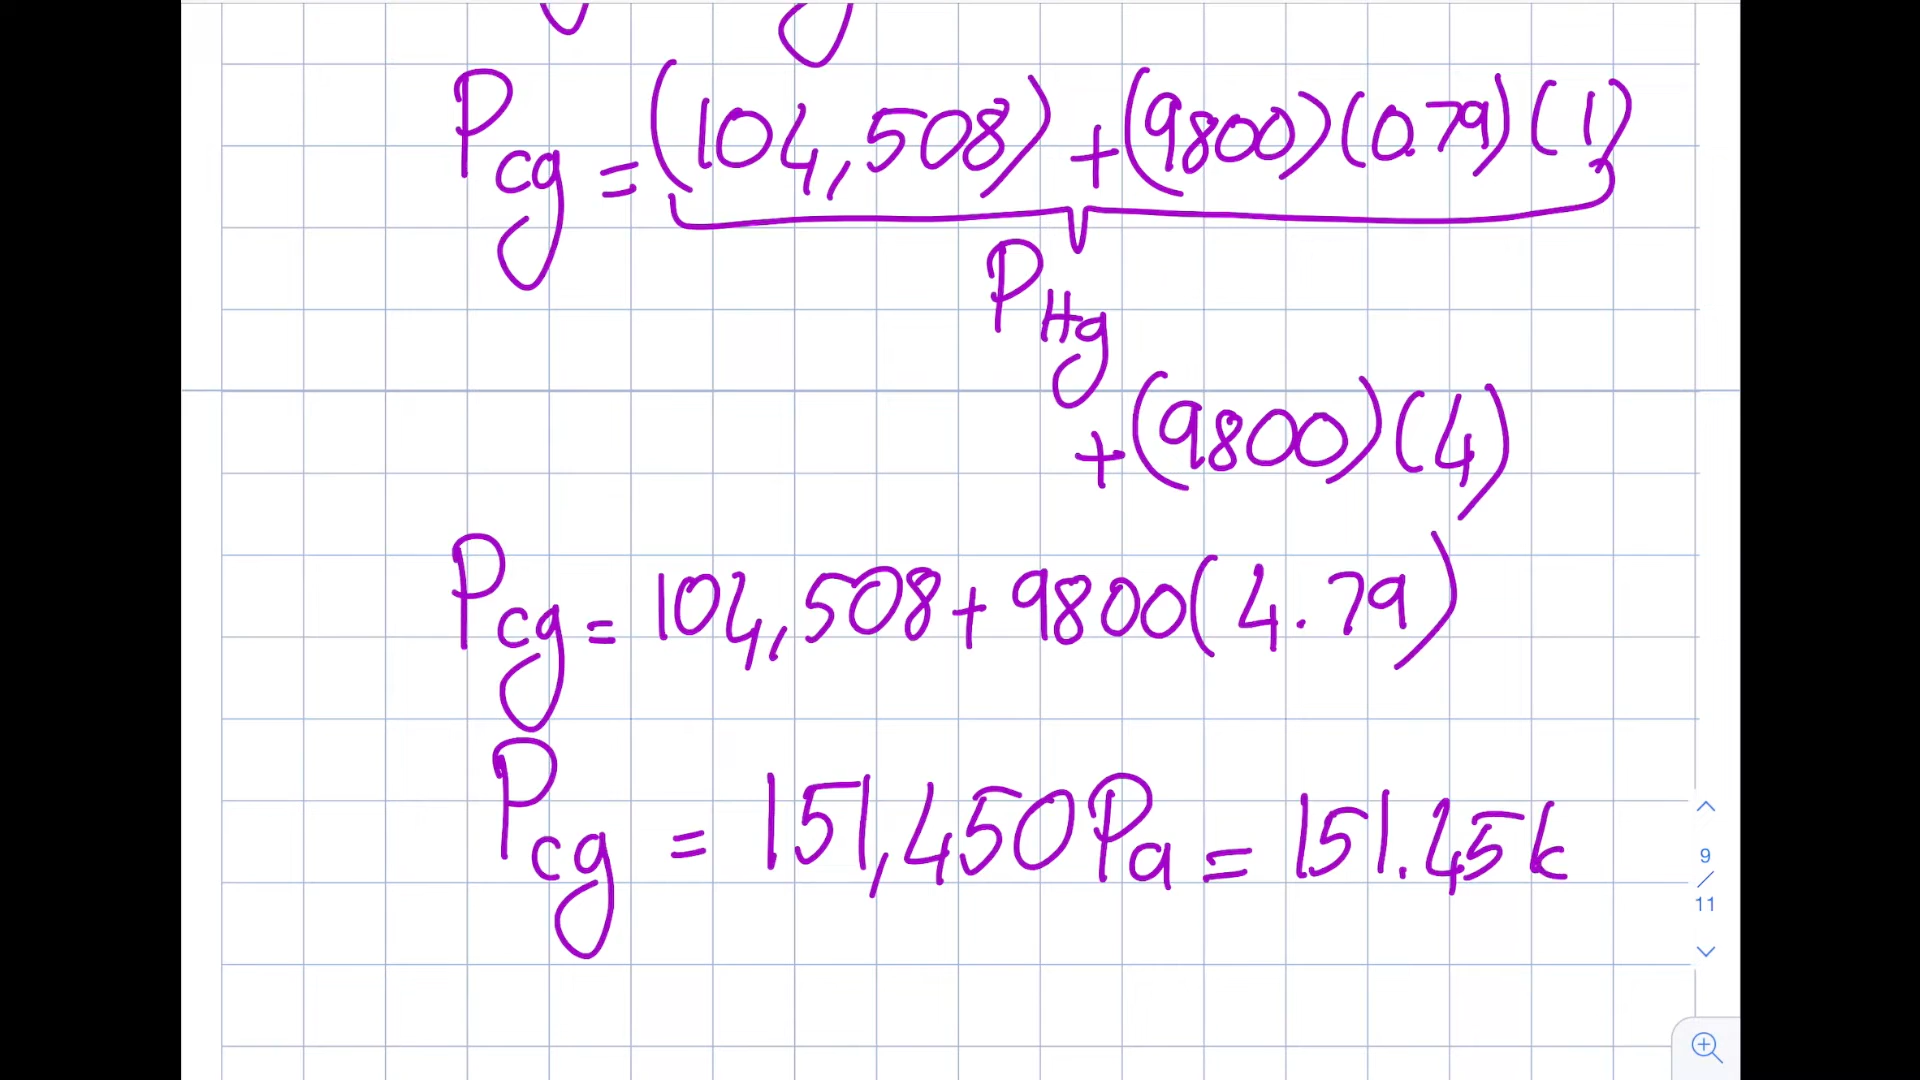 Pcg = (104,508) + (9800)(0.79)(1)
PHg
+ (9800)(4)
Pcg = 104,508 + 9800(4.79)
Pcg = 151,450 Pa = 151.45 k
9
/
11